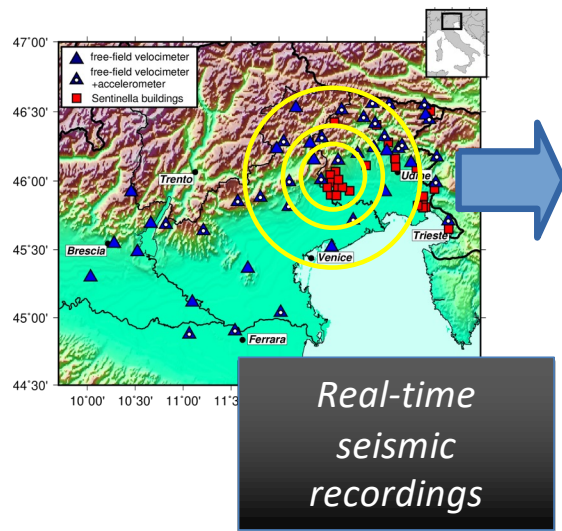 47°00'
free-field velocimeter
free-field velocimeter
+accelerometer
Sentinella buildings
46°30'
Trento
46°00'
Udine
Trieste
45°30'
Brescia
Venice
45°00'
Ferrara
44°30'
10°00' 10°30' 11°00' 11°
Real-time
seismic
recordings